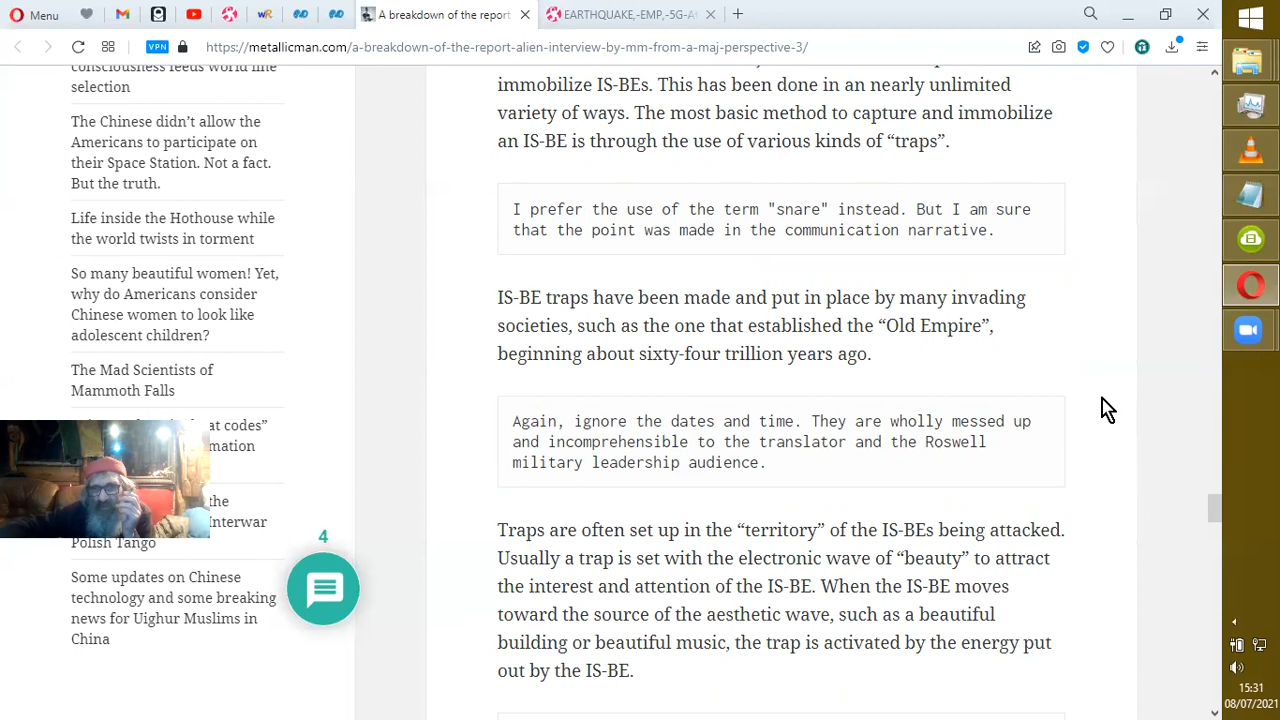 Menu
A breakdown of the report
EARTHQUAKE,-EMP,-5G-A
VPN
https://metallicman.com/a-breakdown-of-the-report-alien-interview-by-mm-from-a-maj-perspective-3/
consciousness feeds world line
selection
The Chinese didn't allow the
Americans to participate on
their Space Station. Not a fact.
But the truth.
Life inside the Hothouse while
the world twists in torment
So many beautiful women! Yet,
why do Americans consider
Chinese women to look like
adolescent children?
The Mad Scientists of
Mammoth Falls
at codes”
mation
the
Interwar
Polish Tango
Some updates on Chinese
technology and some breaking
news for Uighur Muslims in
China
4
immobilize IS-BEs. This has been done in an nearly unlimited
variety of ways. The most basic method to capture and immobilize
an IS-BE is through the use of various kinds of “traps”.
I prefer the use of the term "snare" instead. But I am sure
that the point was made in the communication narrative.
IS-BE traps have been made and put in place by many invading
societies, such as the one that established the “Old Empire”,
beginning about sixty-four trillion years ago.
Again, ignore the dates and time. They are wholly messed up
and incomprehensible to the translator and the Roswell
military leadership audience.
Traps are often set up in the “territory” of the IS-BEs being attacked.
Usually a trap is set with the electronic wave of “beauty” to attract
the interest and attention of the IS-BE. When the IS-BE moves
toward the source of the aesthetic wave, such as a beautiful
building or beautiful music, the trap is activated by the energy put
out by the IS-BE.
15:31
08/07/2021